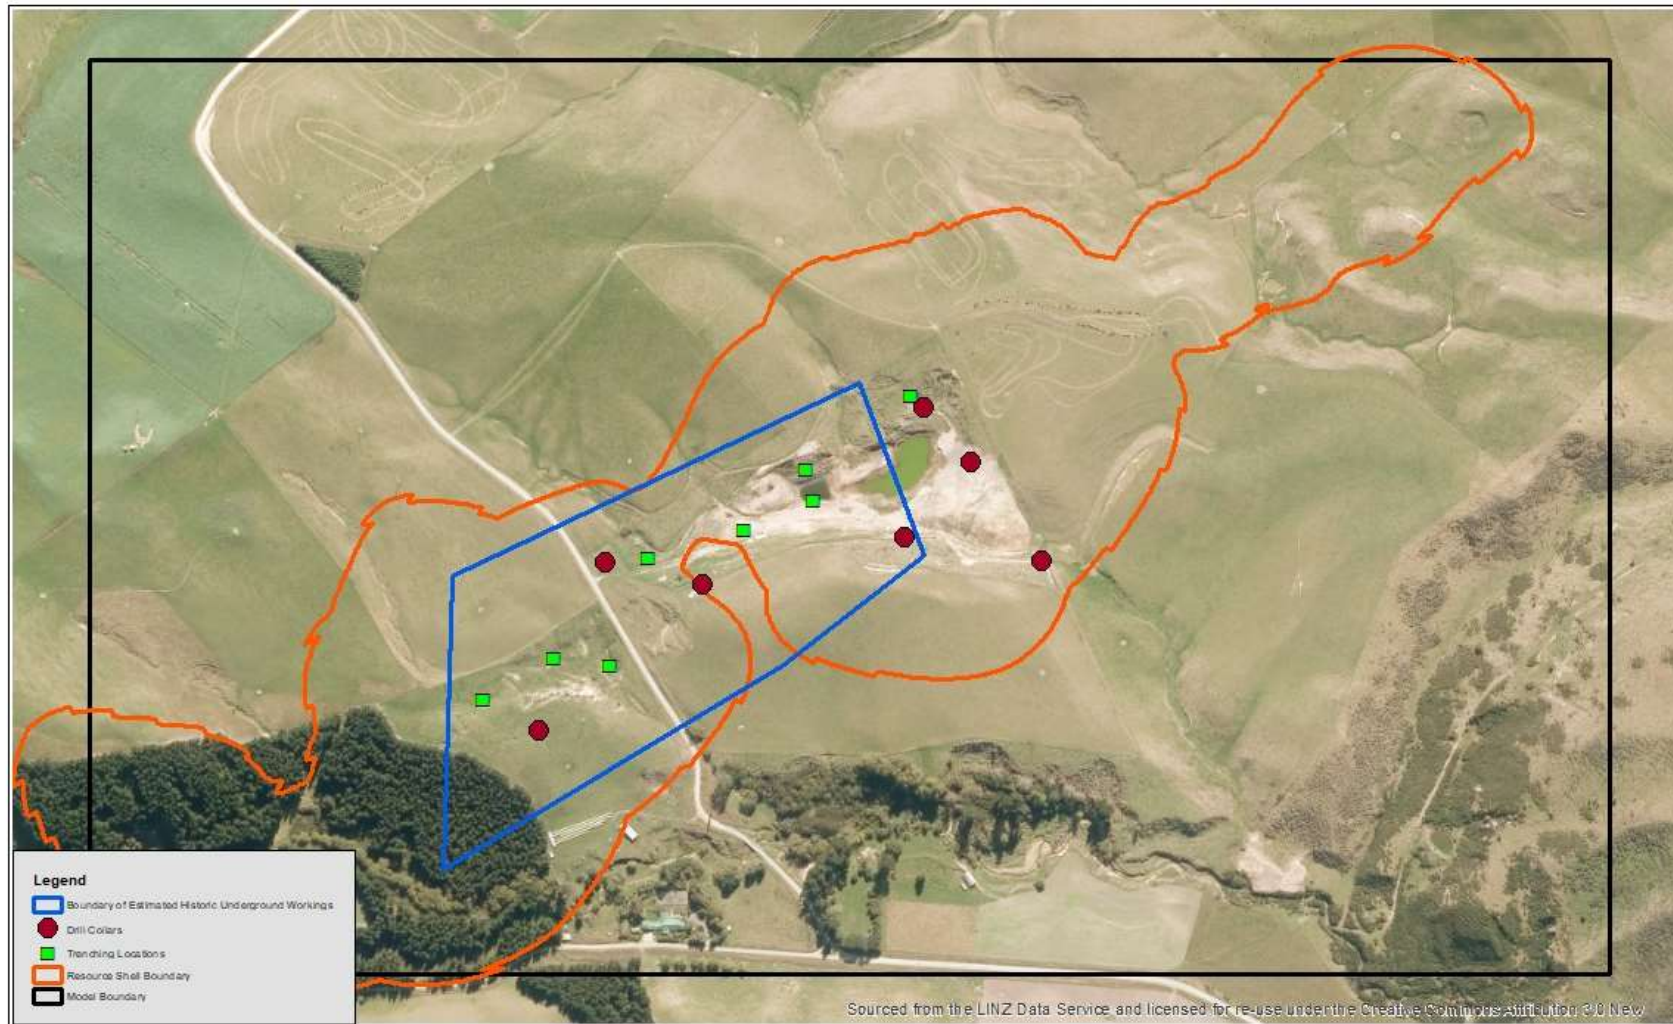 Legend
Boundary of Estimated Historic Underground Workings
Drill Collars
Trenching Locations
Resource Shell Boundary
Model Boundary
Sourced from the LINZ Data Service and licensed for re-use under the Creative Commons Attribution 3.0 New